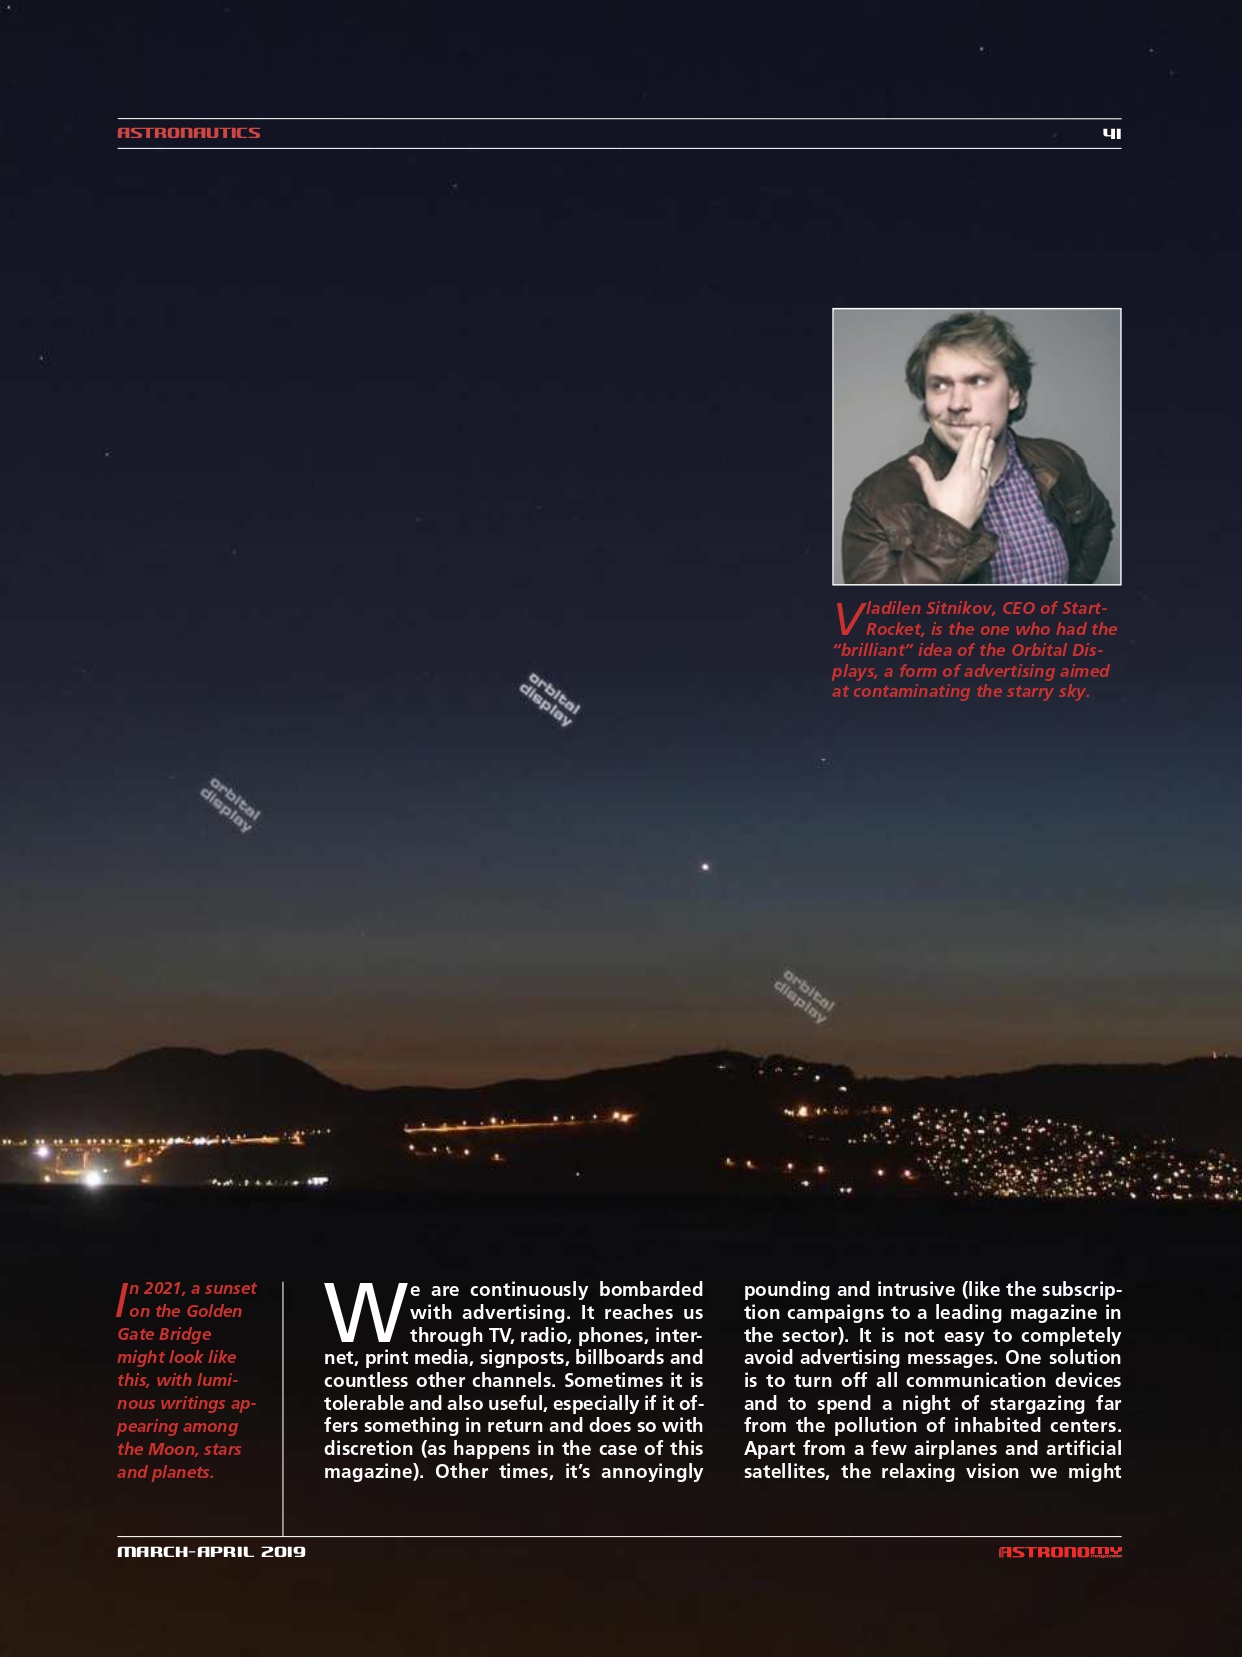 ASTRONAUTICS
41
Vladilen Sitnikov, CEO of Start-
Rocket, is the one who had the
“brilliant” idea of the Orbital Dis-
plays, a form of advertising aimed
at contaminating the starry sky.
orbital
display
orbital
display
orbital
display
In 2021, a sunset
on the Golden
Gate Bridge
might look like
this, with lumi-
nous writings ap-
pearing among
the Moon, stars
and planets.
We are continuously bombarded
with advertising. It reaches us
through TV, radio, phones, inter-
net, print media, signposts, billboards and
countless other channels. Sometimes it is
tolerable and also useful, especially if it of-
fers something in return and does so with
discretion (as happens in the case of this
magazine). Other times, it’s annoyingly
pounding and intrusive (like the subscrip-
tion campaigns to a leading magazine in
the sector). It is not easy to completely
avoid advertising messages. One solution
is to turn off all communication devices
and to spend a night of stargazing far
from the pollution of inhabited centers.
Apart from a few airplanes and artificial
satellites, the relaxing vision we might
MARCH-APRIL 2019
ASTRONOMY